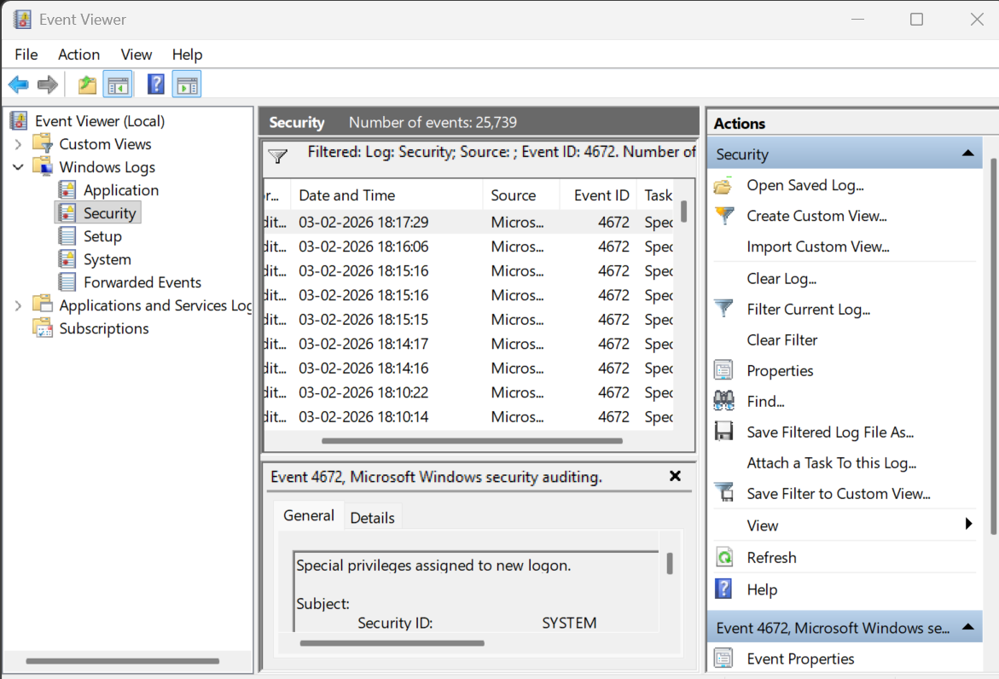 Event Viewer
File Action View Help
Event Viewer (Local)
Custom Views
Windows Logs
Application
Security
Setup
System
Forwarded Events
Applications and Services Log
Subscriptions
Security Number of events: 25,739
Filtered: Log: Security; Source: ; Event ID: 4672. Number of
or... Date and Time Source Event ID Task
dit... 03-02-2026 18:17:29 Micros... 4672 Spec
dit... 03-02-2026 18:16:06 Micros... 4672 Spec
dit... 03-02-2026 18:15:16 Micros... 4672 Spec
dit... 03-02-2026 18:15:16 Micros... 4672 Spec
dit... 03-02-2026 18:15:15 Micros... 4672 Spec
dit... 03-02-2026 18:14:17 Micros... 4672 Spec
dit... 03-02-2026 18:14:16 Micros... 4672 Spec
dit... 03-02-2026 18:10:22 Micros... 4672 Spec
dit... 03-02-2026 18:10:14 Micros... 4672 Spec
Event 4672, Microsoft Windows security auditing.
General Details
Special privileges assigned to new logon.
Subject:
Security ID: SYSTEM
Actions
Security
Open Saved Log...
Create Custom View...
Import Custom View...
Clear Log...
Filter Current Log...
Clear Filter
Properties
Find...
Save Filtered Log File As...
Attach a Task To this Log...
Save Filter to Custom View...
View
Refresh
Help
Event 4672, Microsoft Windows se...
Event Properties